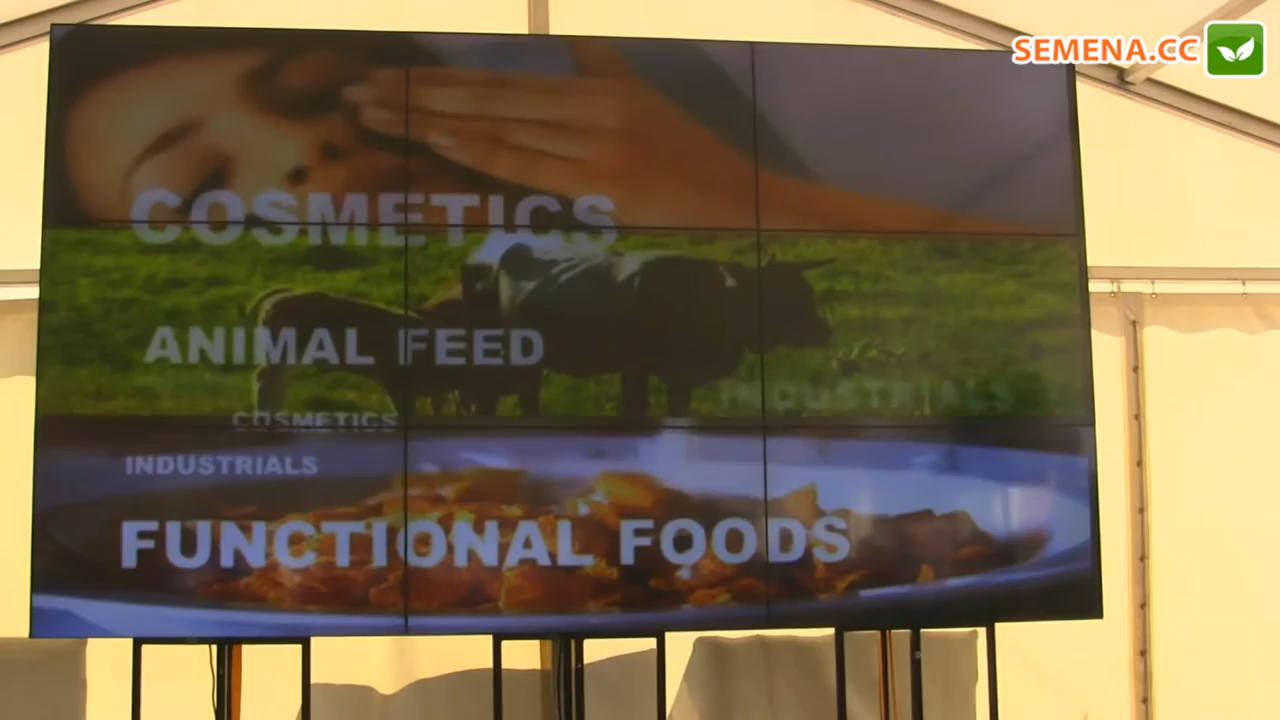 SEMENA.CC
COSMETICS
ANIMAL FEED
INDUSTRIALS
COSMETICS
INDUSTRIALS
FUNCTIONAL FOODS